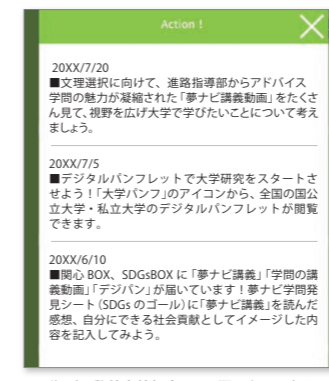 Action！
20XX/7/20
■文理選択に向けて、進路指導部からアドバイス
学問の魅力が凝縮された「夢ナビ講義動画」をたくさ
ん見て、視野を広げ大学で学びたいことについて考え
ましょう。
20XX/7/5
■デジタルパンフレットで大学研究をスタートさ
せよう！「大学パンフ」のアイコンから、全国の国公
立大学・私立大学のデジタルパンフレットが閲覧
できます。
20XX/6/10
■関心 BOX、SDGsBOX に「夢ナビ講義」「学問の講
義動画」「デジパン」が届いています！夢ナビ学問発
見シート（SDGs のゴール）に「夢ナビ講義」を読んだ
感想、自分にできる社会貢献としてイメージした内
容を記入してみよう。